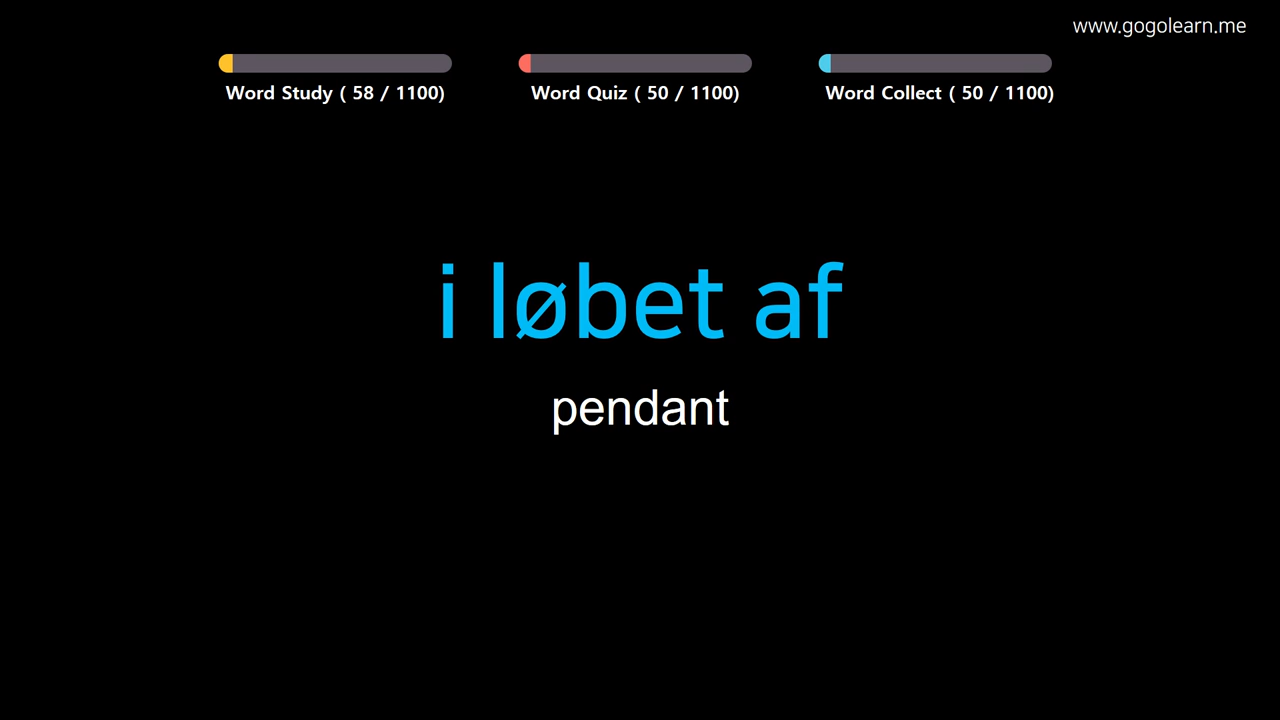 www.gogolearn.me
Word Study ( 58 / 1100)
Word Quiz ( 50 / 1100)
Word Collect ( 50 / 1100)
i løbet af
pendant